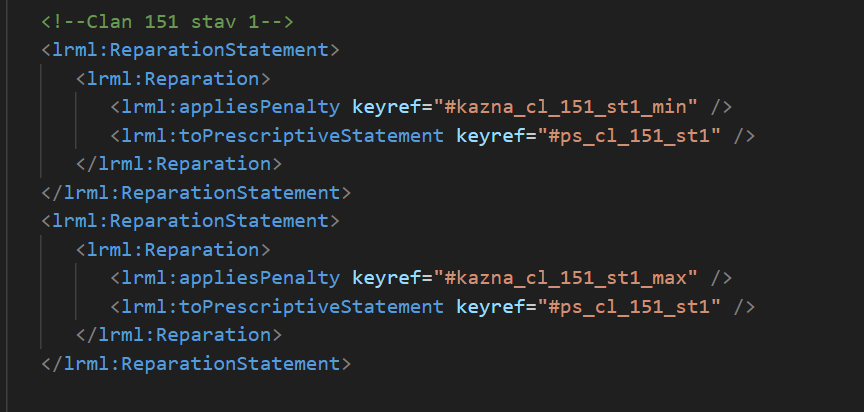 <!--Clan 151 stav 1-->
<lrml:ReparationStatement>
<lrml:Reparation>
<lrml:appliesPenalty keyref="#kazna_cl_151_st1_min" />
<lrml:toPrescriptiveStatement keyref="#ps_cl_151_st1" />
</lrml:Reparation>
</lrml:ReparationStatement>
<lrml:ReparationStatement>
<lrml:Reparation>
<lrml:appliesPenalty keyref="#kazna_cl_151_st1_max" />
<lrml:toPrescriptiveStatement keyref="#ps_cl_151_st1" />
</lrml:Reparation>
</lrml:ReparationStatement>